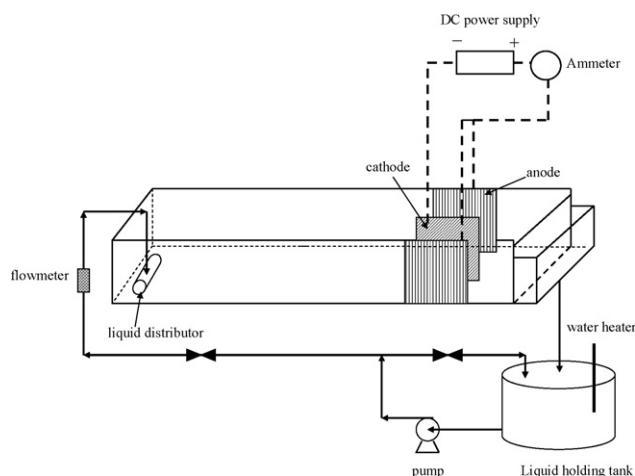 DC power supply
− +
Ammeter
cathode
anode
flowmeter
liquid distributor
water heater
pump
Liquid holding tank